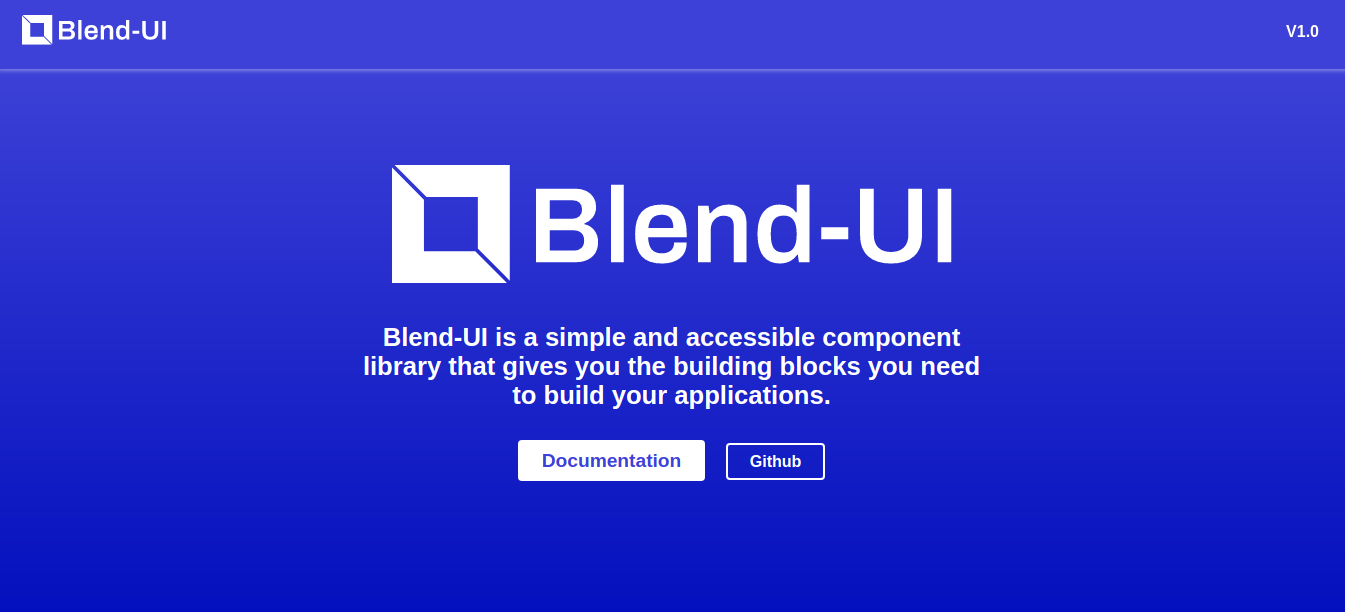 Blend-UI
V1.0
Blend-UI
Blend-UI is a simple and accessible component
library that gives you the building blocks you need
to build your applications.
Documentation
Github